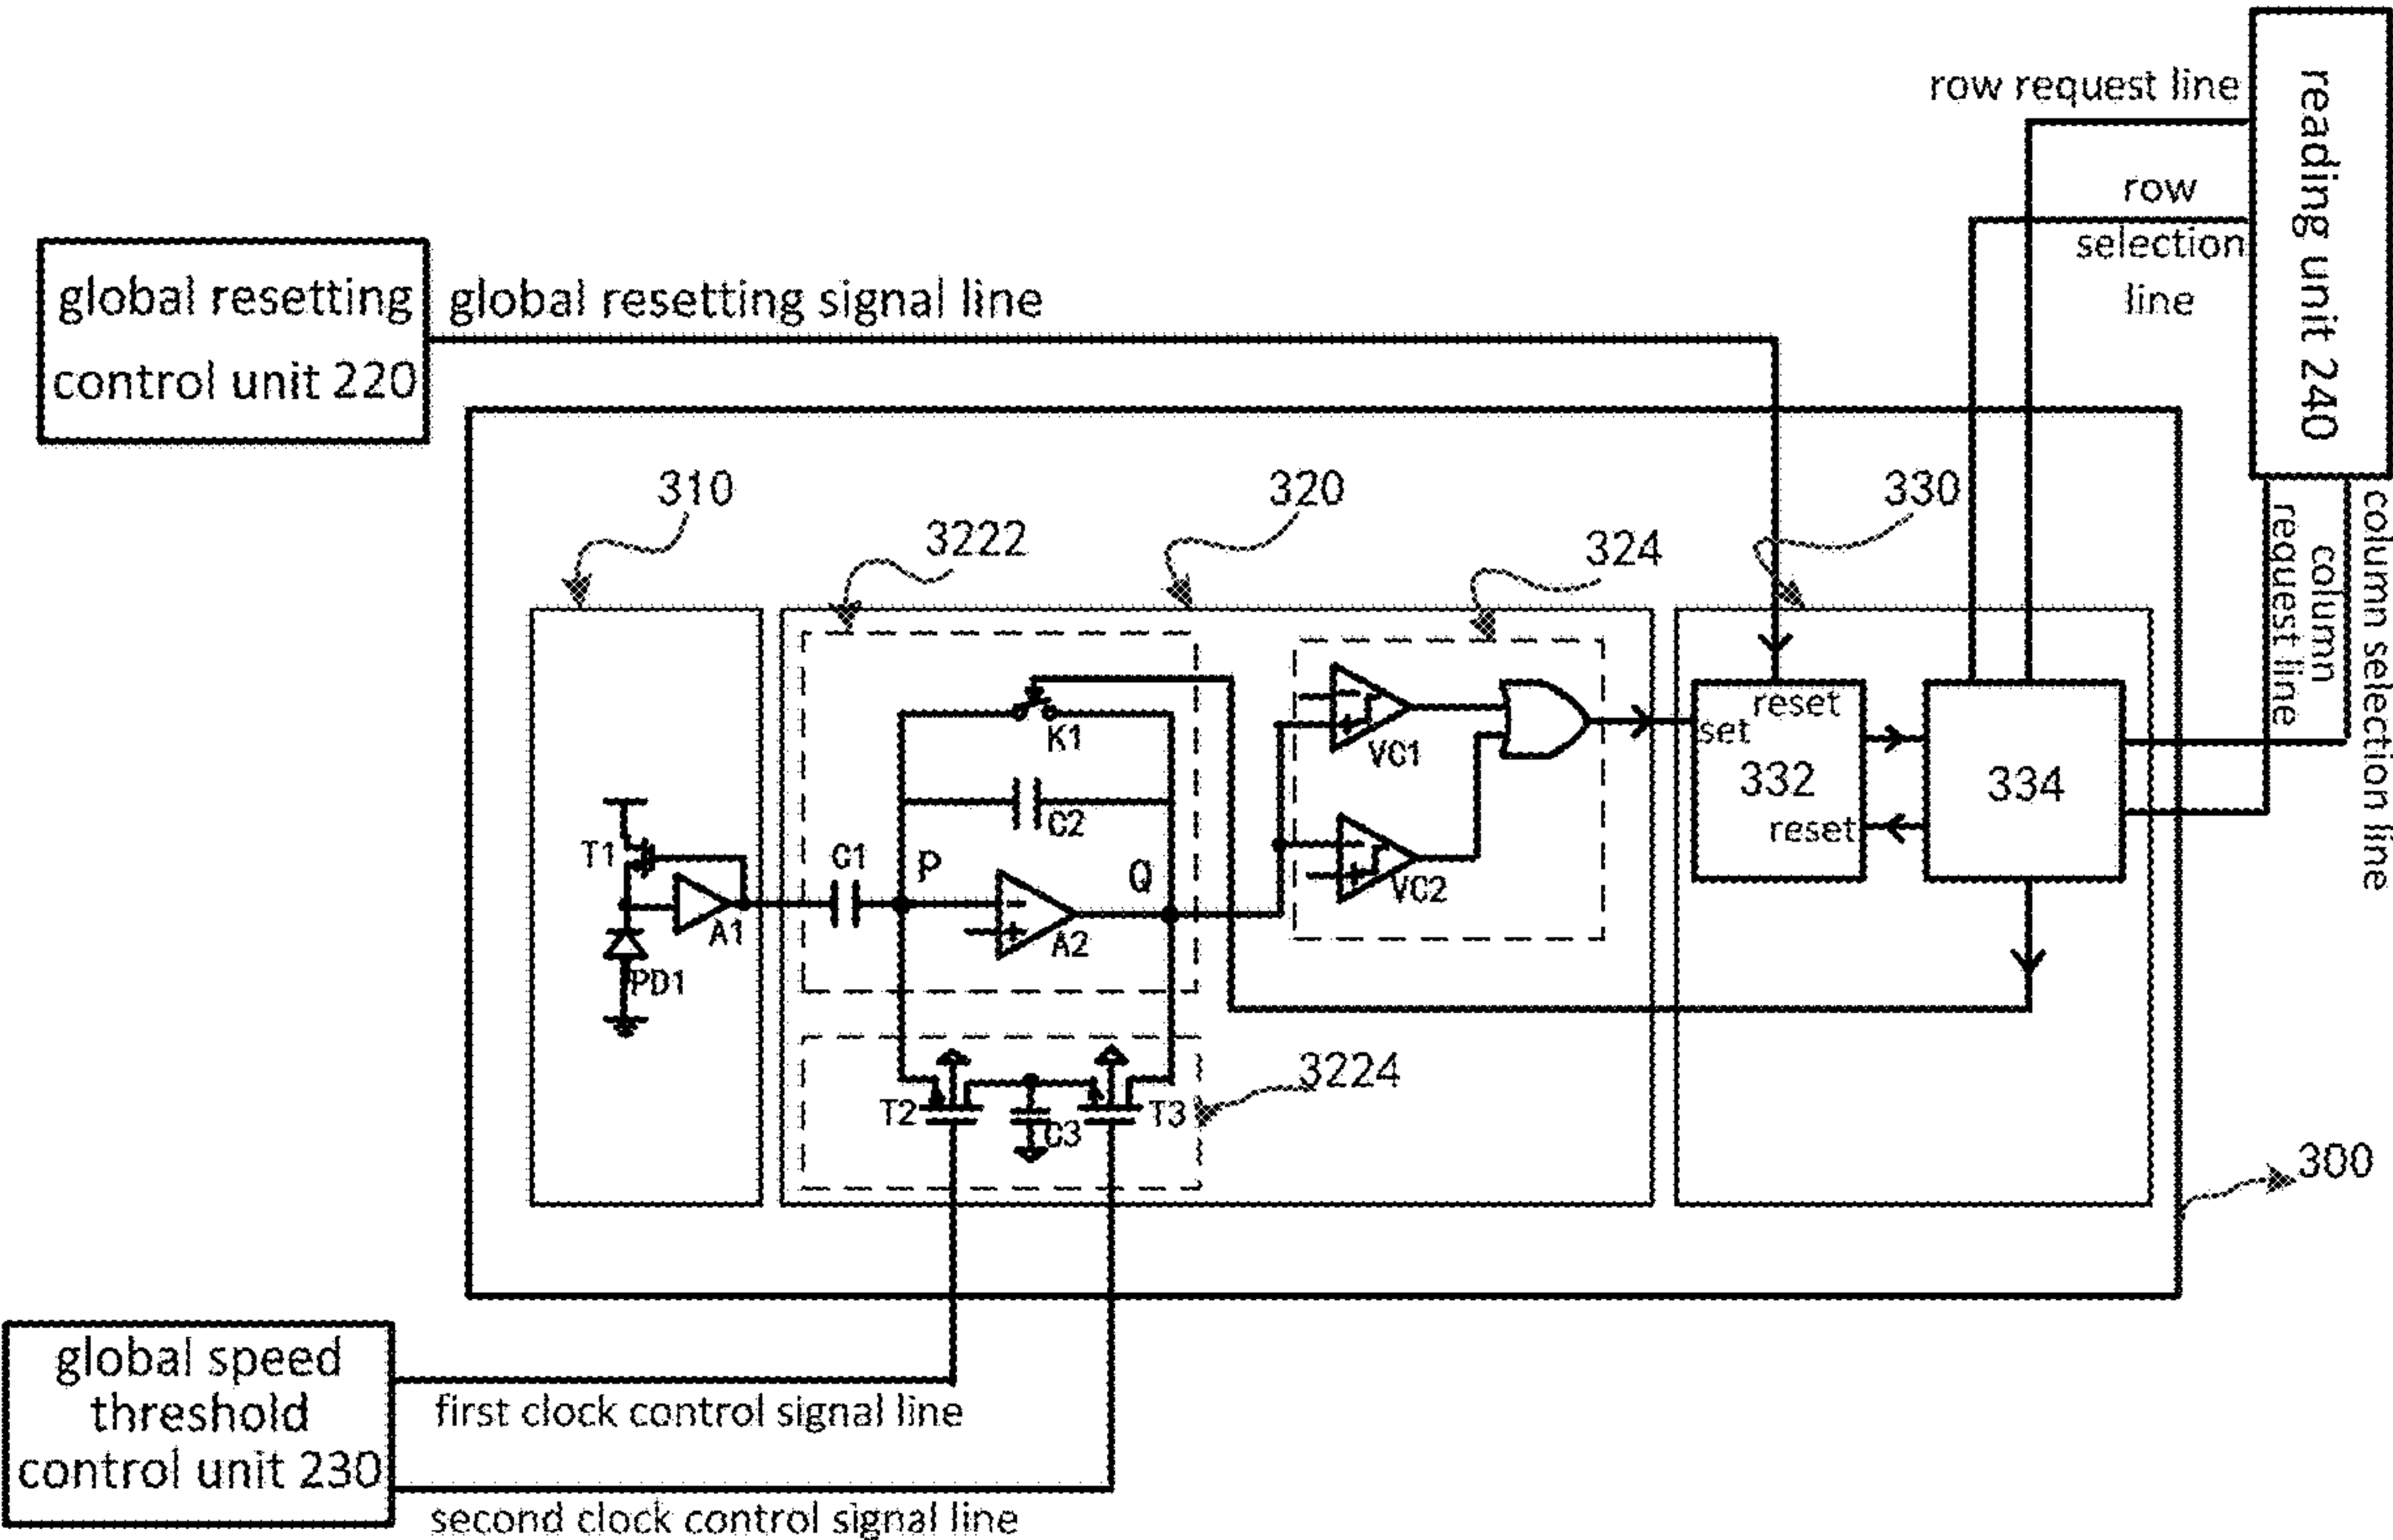 row request line
row
selection
line
reading unit 240
global resetting
control unit 220
global resetting signal line
310
3222
320
324
330
request line
column
column selection line
K1
VC1
reset
set
332
reset
334
C2
T1
C1
P
Q
A1
A2
VC2
PD1
T2
C3
T3
3224
300
global speed
threshold
control unit 230
first clock control signal line
second clock control signal line